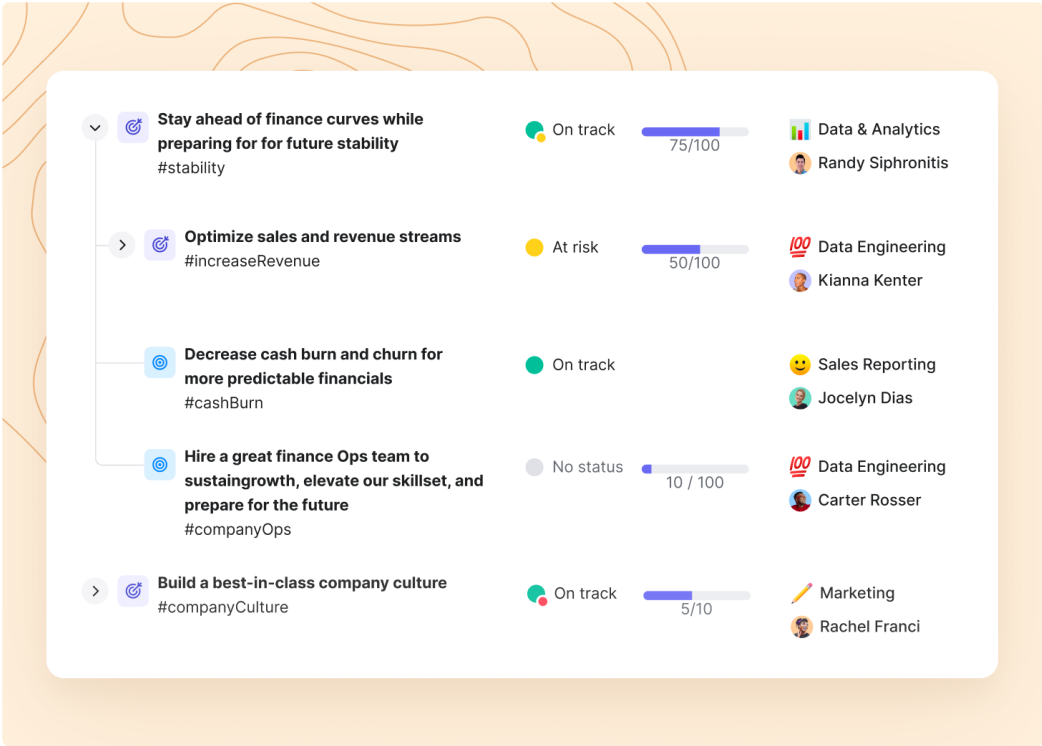 Stay ahead of finance curves while
preparing for for future stability
#stability
On track
75/100
Data & Analytics
Randy Siphronitis
Optimize sales and revenue streams
#increaseRevenue
At risk
50/100
💯 Data Engineering
Kianna Kenter
Decrease cash burn and churn for
more predictable financials
#cashBurn
On track
Sales Reporting
Jocelyn Dias
Hire a great finance Ops team to
sustaingrowth, elevate our skillset, and
prepare for the future
#companyOps
No status
10 / 100
💯 Data Engineering
Carter Rosser
Build a best-in-class company culture
#companyCulture
On track
5/10
Marketing
Rachel Franci